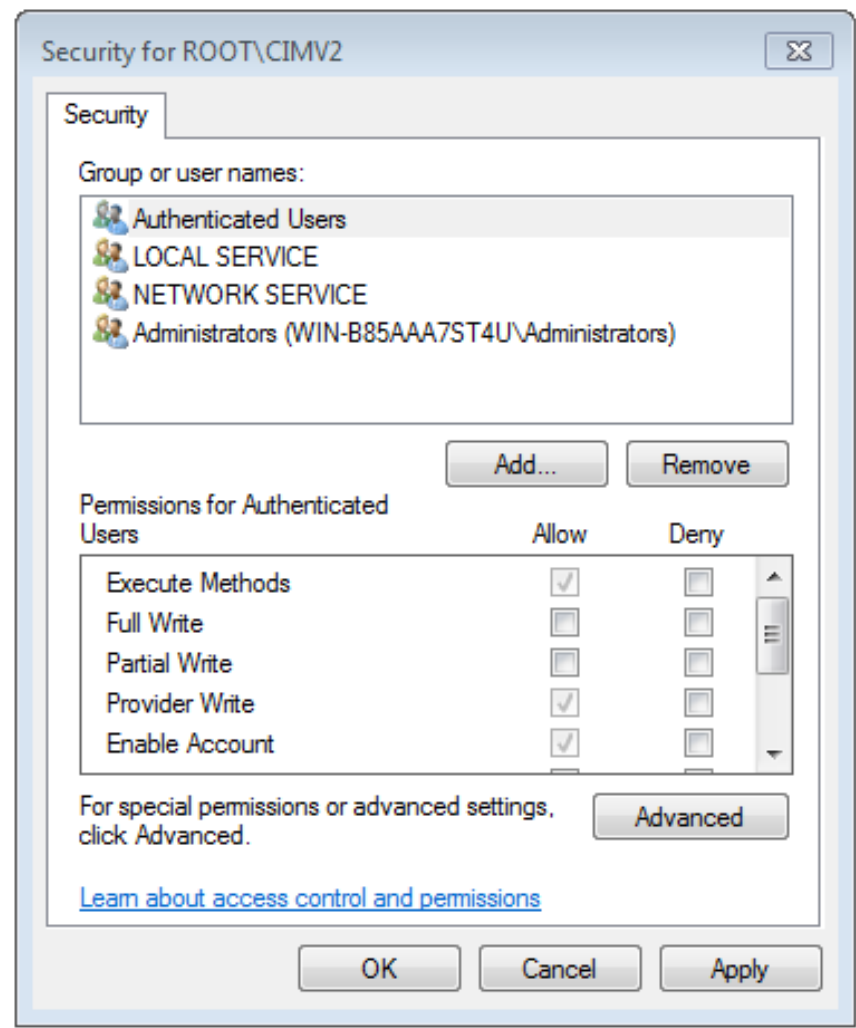 Security for ROOT\CIMV2
Security
Group or user names:
Authenticated Users
LOCAL SERVICE
NETWORK SERVICE
Administrators (WIN-B85AAA7ST4U\Administrators)
Add... Remove
Permissions for Authenticated
Users Allow Deny
Execute Methods
Full Write
Partial Write
Provider Write
Enable Account
For special permissions or advanced settings,
click Advanced.
Advanced
Learn about access control and permissions
OK Cancel Apply